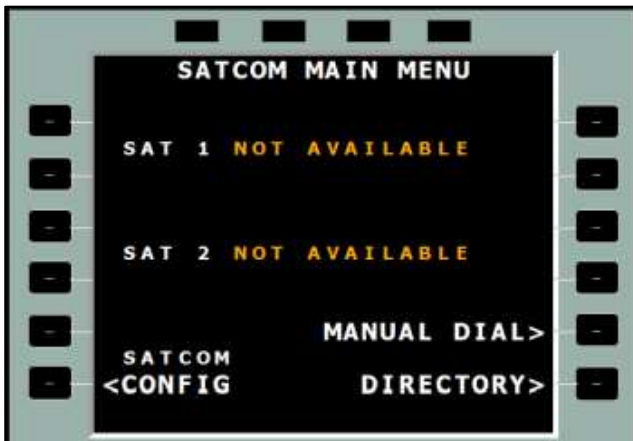 SATCOM MAIN MENU
SAT 1 NOT AVAILABLE
SAT 2 NOT AVAILABLE
MANUAL DIAL>
SATCOM
<CONFIG DIRECTORY>